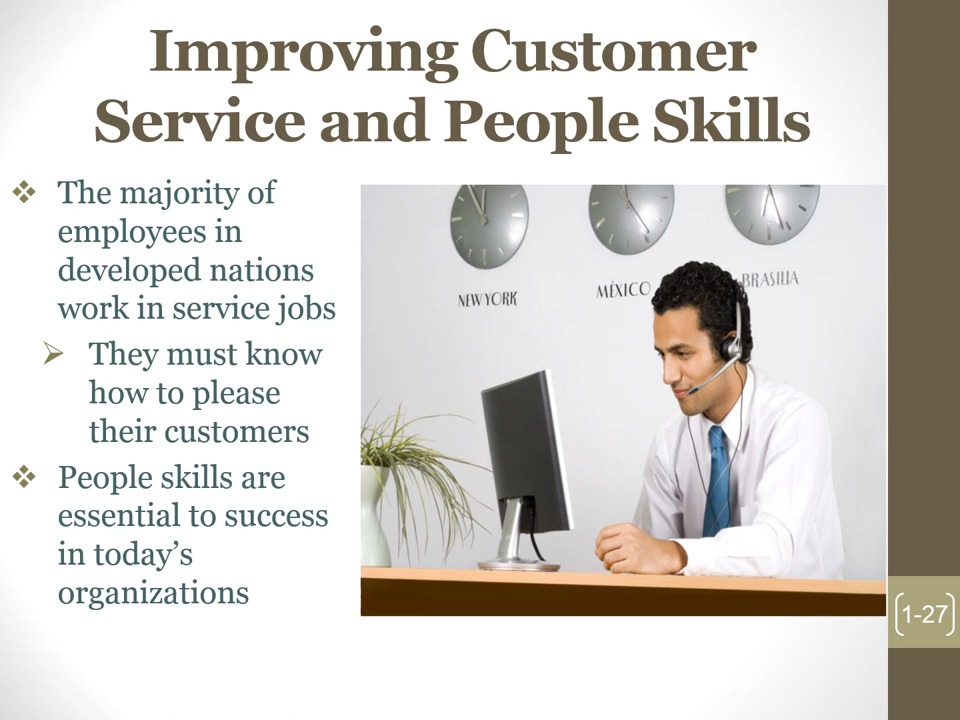 Improving Customer
Service and People Skills
❖ The majority of
employees in
developed nations
work in service jobs
➢ They must know
how to please
their customers
❖ People skills are
essential to success
in today’s
organizations
NEW YORK
MÉXICO
BRASILIA
1-27